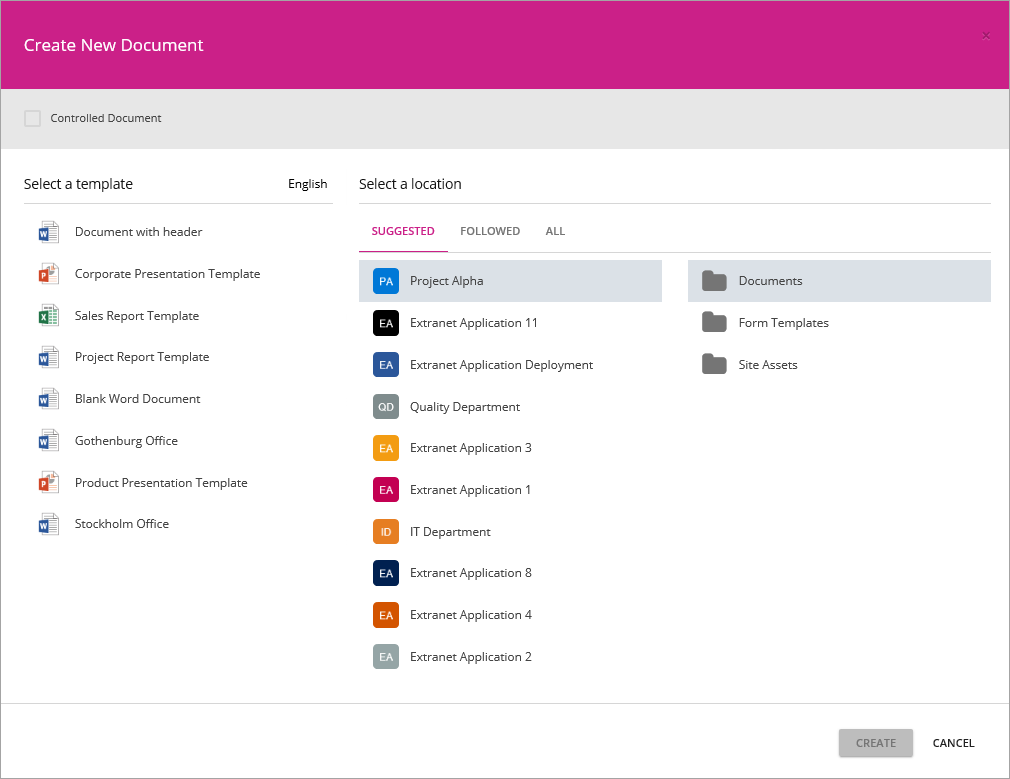 Create New Document
×
Controlled Document
Select a template
English
W Document with header
P Corporate Presentation Template
X Sales Report Template
W Project Report Template
W Blank Word Document
W Gothenburg Office
P Product Presentation Template
W Stockholm Office
Select a location
SUGGESTED FOLLOWED ALL
PA Project Alpha
EA Extranet Application 11
EA Extranet Application Deployment
QD Quality Department
EA Extranet Application 3
EA Extranet Application 1
ID IT Department
EA Extranet Application 8
EA Extranet Application 4
EA Extranet Application 2
Documents
Form Templates
Site Assets
CREATE CANCEL